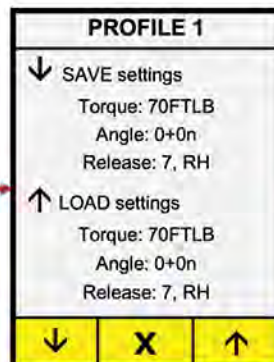 PROFILE 1
↓ SAVE settings
Torque: 70FTLB
Angle: 0+0n
Release: 7, RH
↑ LOAD settings
Torque: 70FTLB
Angle: 0+0n
Release: 7, RH
↓ X ↑